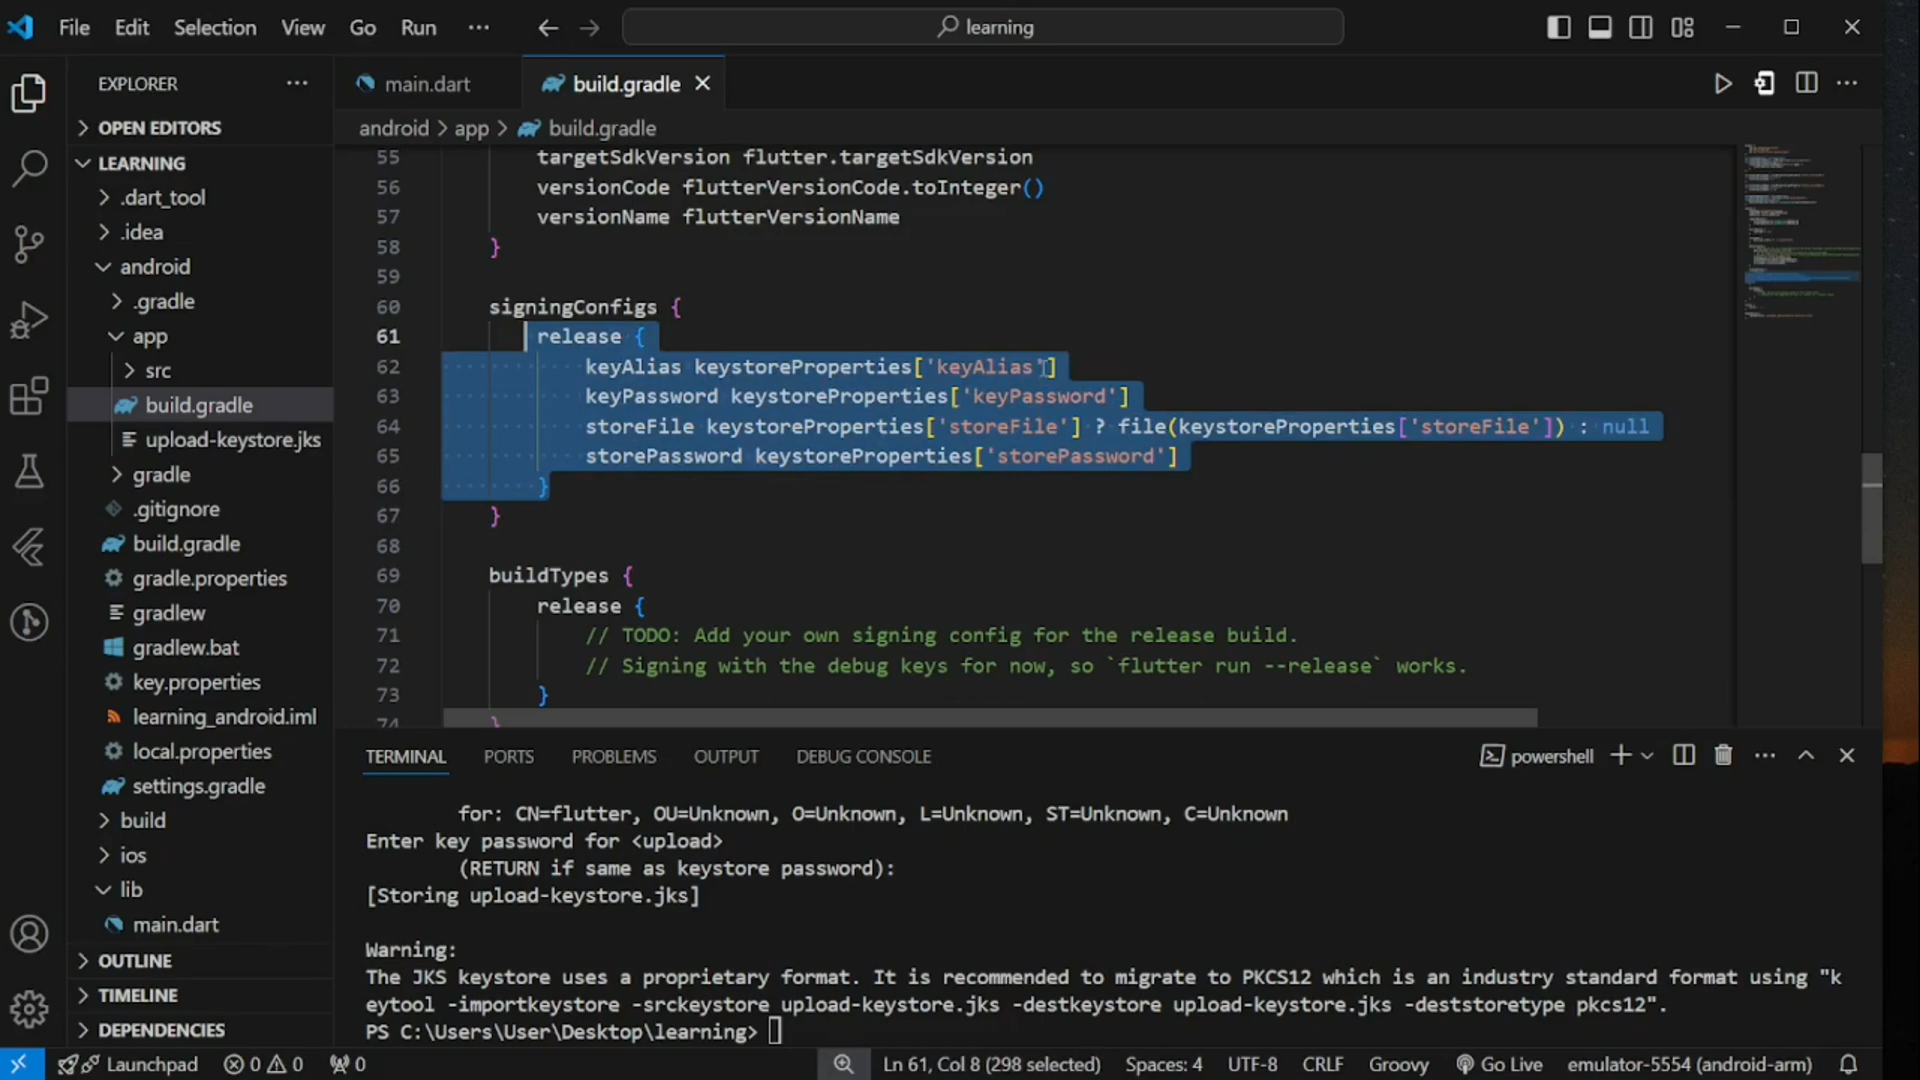 File Edit Selection View Go Run ··· learning
EXPLORER ···
OPEN EDITORS
LEARNING
.dart_tool
.idea
android
.gradle
app
src
build.gradle
upload-keystore.jks
gradle
.gitignore
build.gradle
gradle.properties
gradlew
gradlew.bat
key.properties
learning_android.iml
local.properties
settings.gradle
build
ios
lib
main.dart
OUTLINE
TIMELINE
DEPENDENCIES
main.dart build.gradle
android > app > build.gradle
55 targetSdkVersion flutter.targetSdkVersion
56 versionCode flutterVersionCode.toInteger()
57 versionName flutterVersionName
58 }
59
60 signingConfigs {
61 release {
62 keyAlias keystoreProperties['keyAlias']
63 keyPassword keystoreProperties['keyPassword']
64 storeFile keystoreProperties['storeFile'] ? file(keystoreProperties['storeFile']) : null
65 storePassword keystoreProperties['storePassword']
66 }
67 }
68
69 buildTypes {
70 release {
71 // TODO: Add your own signing config for the release build.
72 // Signing with the debug keys for now, so `flutter run --release` works.
73 }
74 }
TERMINAL PORTS PROBLEMS OUTPUT DEBUG CONSOLE powershell
for: CN=flutter, OU=Unknown, O=Unknown, L=Unknown, ST=Unknown, C=Unknown
Enter key password for <upload>
(RETURN if same as keystore password):
[Storing upload-keystore.jks]
Warning:
The JKS keystore uses a proprietary format. It is recommended to migrate to PKCS12 which is an industry standard format using "k
eytool -importkeystore -srckeystore upload-keystore.jks -destkeystore upload-keystore.jks -deststoretype pkcs12".
PS C:\Users\User\Desktop\learning>
Launchpad 0 0 0 Ln 61, Col 8 (298 selected) Spaces: 4 UTF-8 CRLF Groovy Go Live emulator-5554 (android-arm)